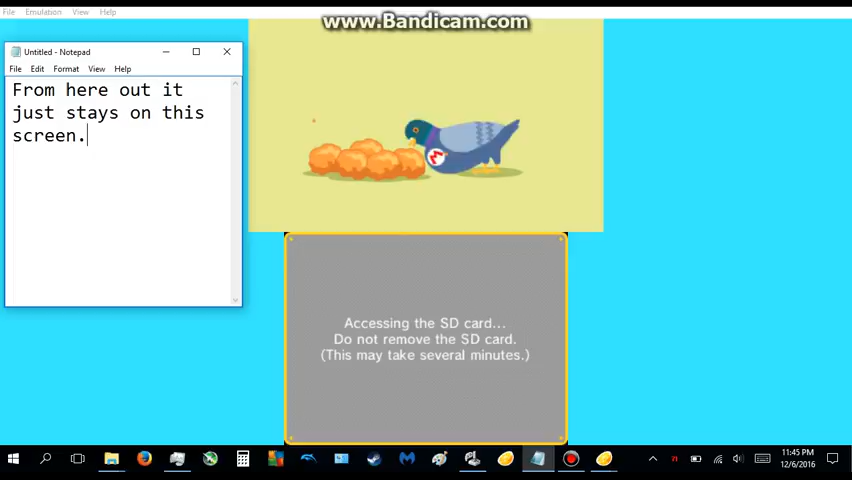 File Emulation View Help
www.Bandicam.com
Untitled - Notepad
File Edit Format View Help
From here out it
just stays on this
screen.
M
Accessing the SD card...
Do not remove the SD card.
(This may take several minutes.)
11:45 PM
12/6/2016